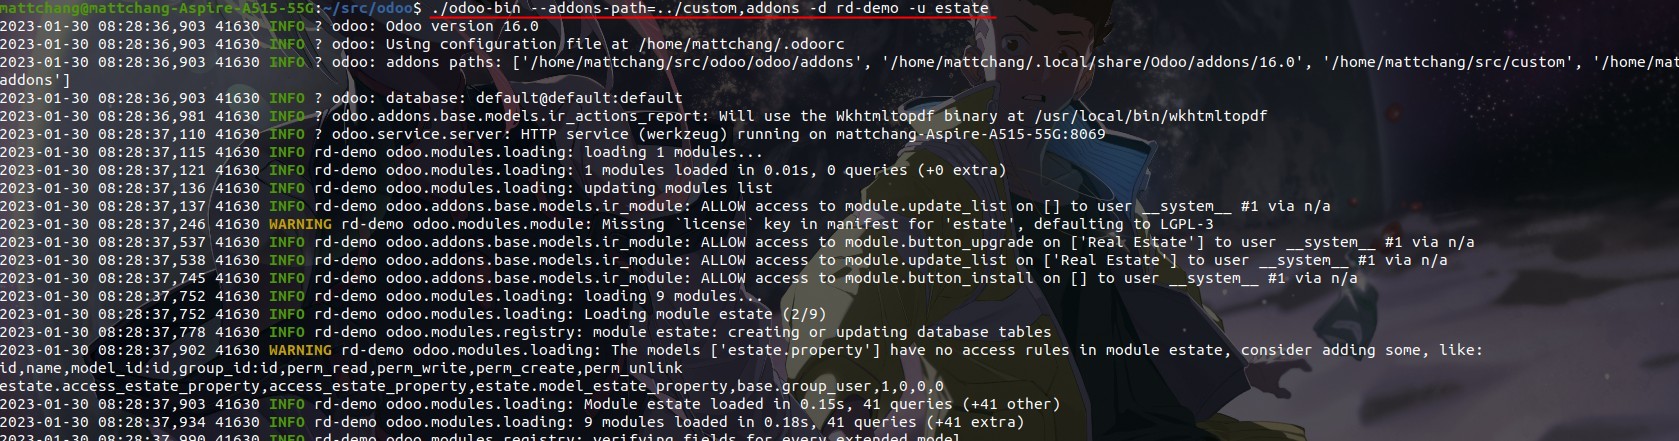 mattchang@mattchang-Aspire-A515-55G:~/src/odoo$ ./odoo-bin --addons-path=../custom,addons -d rd-demo -u estate
2023-01-30 08:28:36,903 41630 INFO ? odoo: Odoo version 16.0
2023-01-30 08:28:36,903 41630 INFO ? odoo: Using configuration file at /home/mattchang/.odoorc
2023-01-30 08:28:36,903 41630 INFO ? odoo: addons paths: ['/home/mattchang/src/odoo/odoo/addons', '/home/mattchang/.local/share/Odoo/addons/16.0', '/home/mattchang/src/custom', '/home/mat
addons']
2023-01-30 08:28:36,903 41630 INFO ? odoo: database: default@default:default
2023-01-30 08:28:36,981 41630 INFO ? odoo.addons.base.models.ir_actions_report: Will use the Wkhtmltopdf binary at /usr/local/bin/wkhtmltopdf
2023-01-30 08:28:37,110 41630 INFO ? odoo.service.server: HTTP service (werkzeug) running on mattchang-Aspire-A515-55G:8069
2023-01-30 08:28:37,115 41630 INFO rd-demo odoo.modules.loading: loading 1 modules...
2023-01-30 08:28:37,121 41630 INFO rd-demo odoo.modules.loading: 1 modules loaded in 0.01s, 0 queries (+0 extra)
2023-01-30 08:28:37,136 41630 INFO rd-demo odoo.modules.loading: updating modules list
2023-01-30 08:28:37,137 41630 INFO rd-demo odoo.addons.base.models.ir_module: ALLOW access to module.update_list on [] to user __system__ #1 via n/a
2023-01-30 08:28:37,246 41630 WARNING rd-demo odoo.modules.module: Missing `license` key in manifest for 'estate', defaulting to LGPL-3
2023-01-30 08:28:37,537 41630 INFO rd-demo odoo.addons.base.models.ir_module: ALLOW access to module.button_upgrade on ['Real Estate'] to user __system__ #1 via n/a
2023-01-30 08:28:37,538 41630 INFO rd-demo odoo.addons.base.models.ir_module: ALLOW access to module.update_list on ['Real Estate'] to user __system__ #1 via n/a
2023-01-30 08:28:37,745 41630 INFO rd-demo odoo.addons.base.models.ir_module: ALLOW access to module.button_install on [] to user __system__ #1 via n/a
2023-01-30 08:28:37,752 41630 INFO rd-demo odoo.modules.loading: loading 9 modules...
2023-01-30 08:28:37,752 41630 INFO rd-demo odoo.modules.loading: Loading module estate (2/9)
2023-01-30 08:28:37,778 41630 INFO rd-demo odoo.modules.registry: module estate: creating or updating database tables
2023-01-30 08:28:37,902 41630 WARNING rd-demo odoo.modules.loading: The models ['estate.property'] have no access rules in module estate, consider adding some, like:
id,name,model_id:id,group_id:id,perm_read,perm_write,perm_create,perm_unlink
estate.access_estate_property,access_estate_property,estate.model_estate_property,base.group_user,1,0,0,0
2023-01-30 08:28:37,903 41630 INFO rd-demo odoo.modules.loading: Module estate loaded in 0.15s, 41 queries (+41 other)
2023-01-30 08:28:37,934 41630 INFO rd-demo odoo.modules.loading: 9 modules loaded in 0.18s, 41 queries (+41 extra)
2023-01-30 08:28:37,990 41630 INFO rd-demo odoo.modules.registry: verifying fields for every extended model